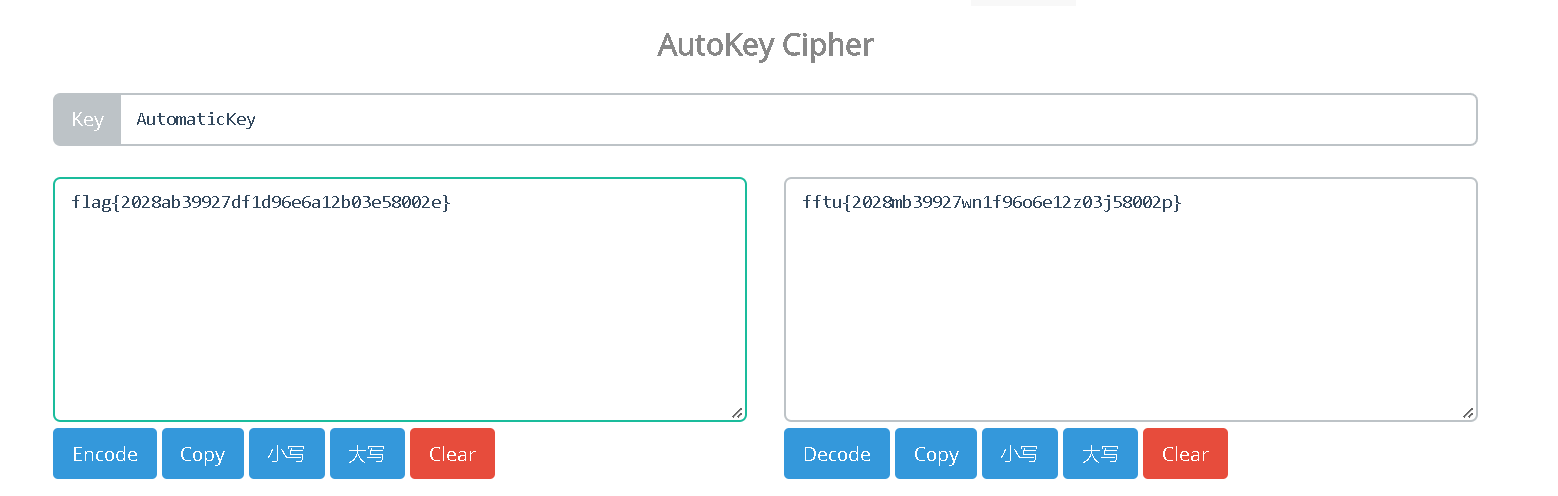 AutoKey Cipher
Key AutomaticKey
flag{2028ab39927df1d96e6a12b03e58002e}
fftu{2028mb39927wn1f96o6e12z03j58002p}
Encode Copy 小写 大写 Clear
Decode Copy 小写 大写 Clear